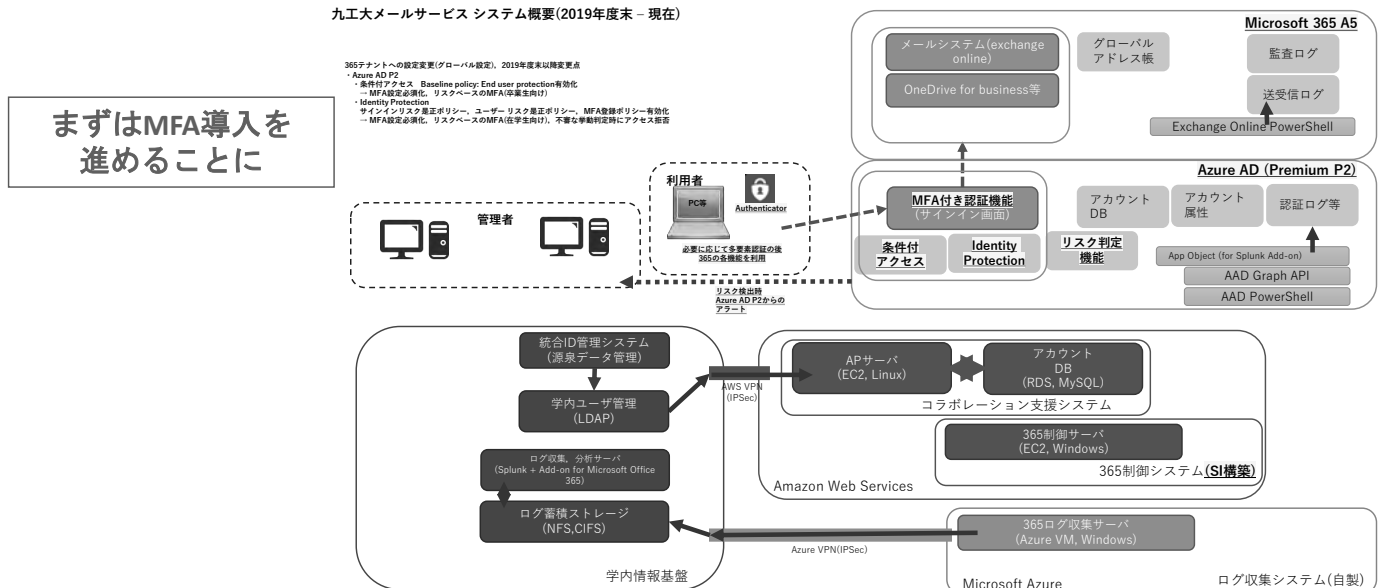 九工大メールサービス システム概要(2019年度末 – 現在)
まずはMFA導入を
進めることに
365テナントへの設定変更(グローバル設定)，2019年度末以降変更点
・Azure AD P2
・条件付アクセス　Baseline policy: End user protection有効化
→ MFA設定必須化，リスクベースのMFA(卒業生向け)
・Identity Protection
サインインリスク是正ポリシー，ユーザー リスク是正ポリシー，MFA登録ポリシー有効化
→ MFA設定必須化，リスクベースのMFA(在学生向け)，不審な挙動判定時にアクセス拒否
Microsoft 365 A5
メールシステム(exchange
online)
OneDrive for business等
グローバル
アドレス帳
監査ログ
送受信ログ
Exchange Online PowerShell
Azure AD (Premium P2)
MFA付き認証機能
(サインイン画面)
条件付
アクセス
Identity
Protection
リスク判定
機能
アカウント
DB
アカウント
属性
認証ログ等
App Object (for Splunk Add-on)
AAD Graph API
AAD PowerShell
管理者
利用者
PC等
Authenticator
必要に応じて多要素認証の後
365の各機能を利用
リスク検出時
Azure AD P2からの
アラート
統合ID管理システム
(源泉データ管理)
学内ユーザ管理
(LDAP)
ログ収集，分析サーバ
(Splunk + Add-on for Microsoft Office
365)
ログ蓄積ストレージ
(NFS,CIFS)
学内情報基盤
AWS VPN
(IPSec)
APサーバ
(EC2, Linux)
アカウント
DB
(RDS, MySQL)
コラボレーション支援システム
365制御サーバ
(EC2, Windows)
365制御システム(SI構築)
Amazon Web Services
Azure VPN(IPSec)
365ログ収集サーバ
(Azure VM, Windows)
Microsoft Azure
ログ収集システム(自製)